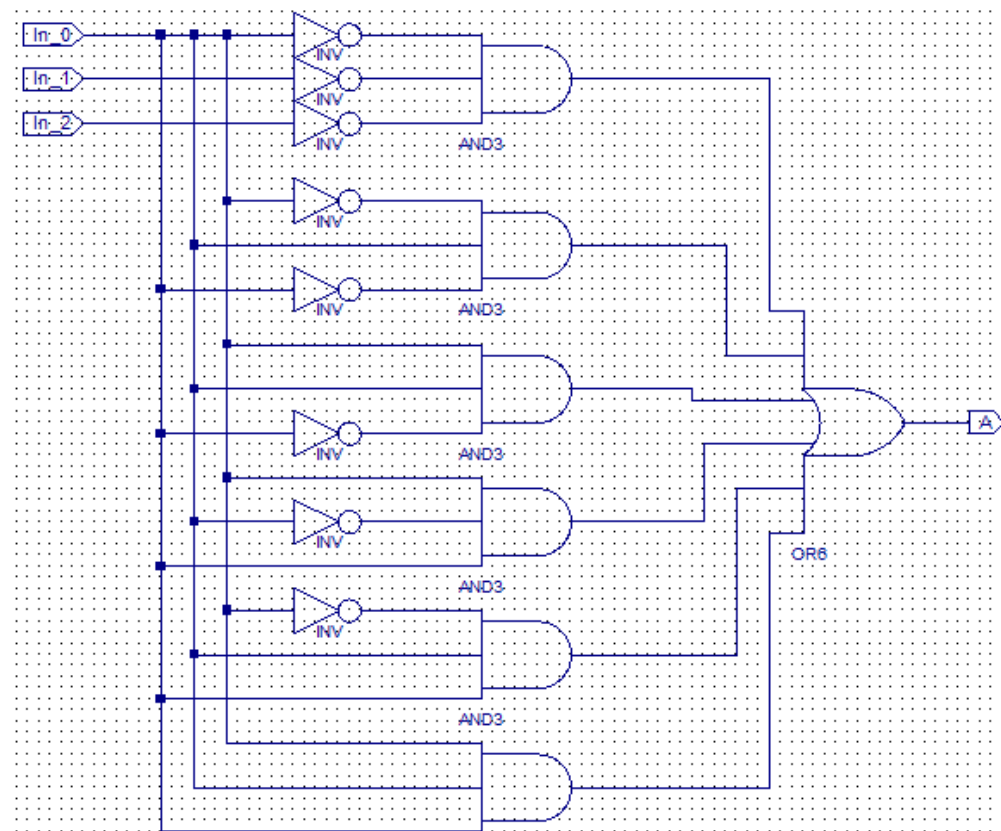 In_0
INV
In_1
INV
In_2
INV
AND3
INV
INV
AND3
INV
AND3
A
INV
OR6
AND3
INV
AND3